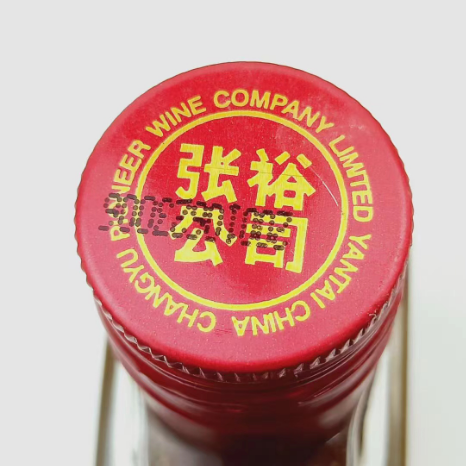 CHANGYU PIONEER WINE COMPANY LIMITED YANTAI CHINA
张裕
公司